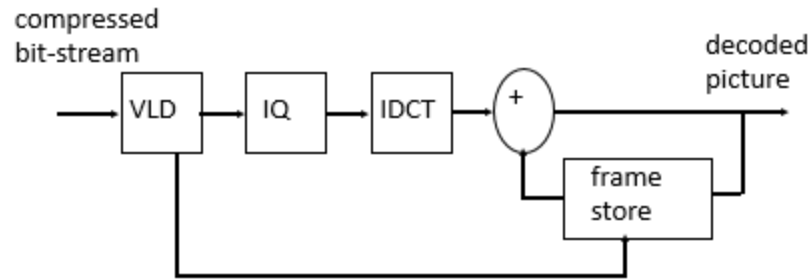 compressed
bit-stream
decoded
picture
VLD
IQ
IDCT
+
frame
store